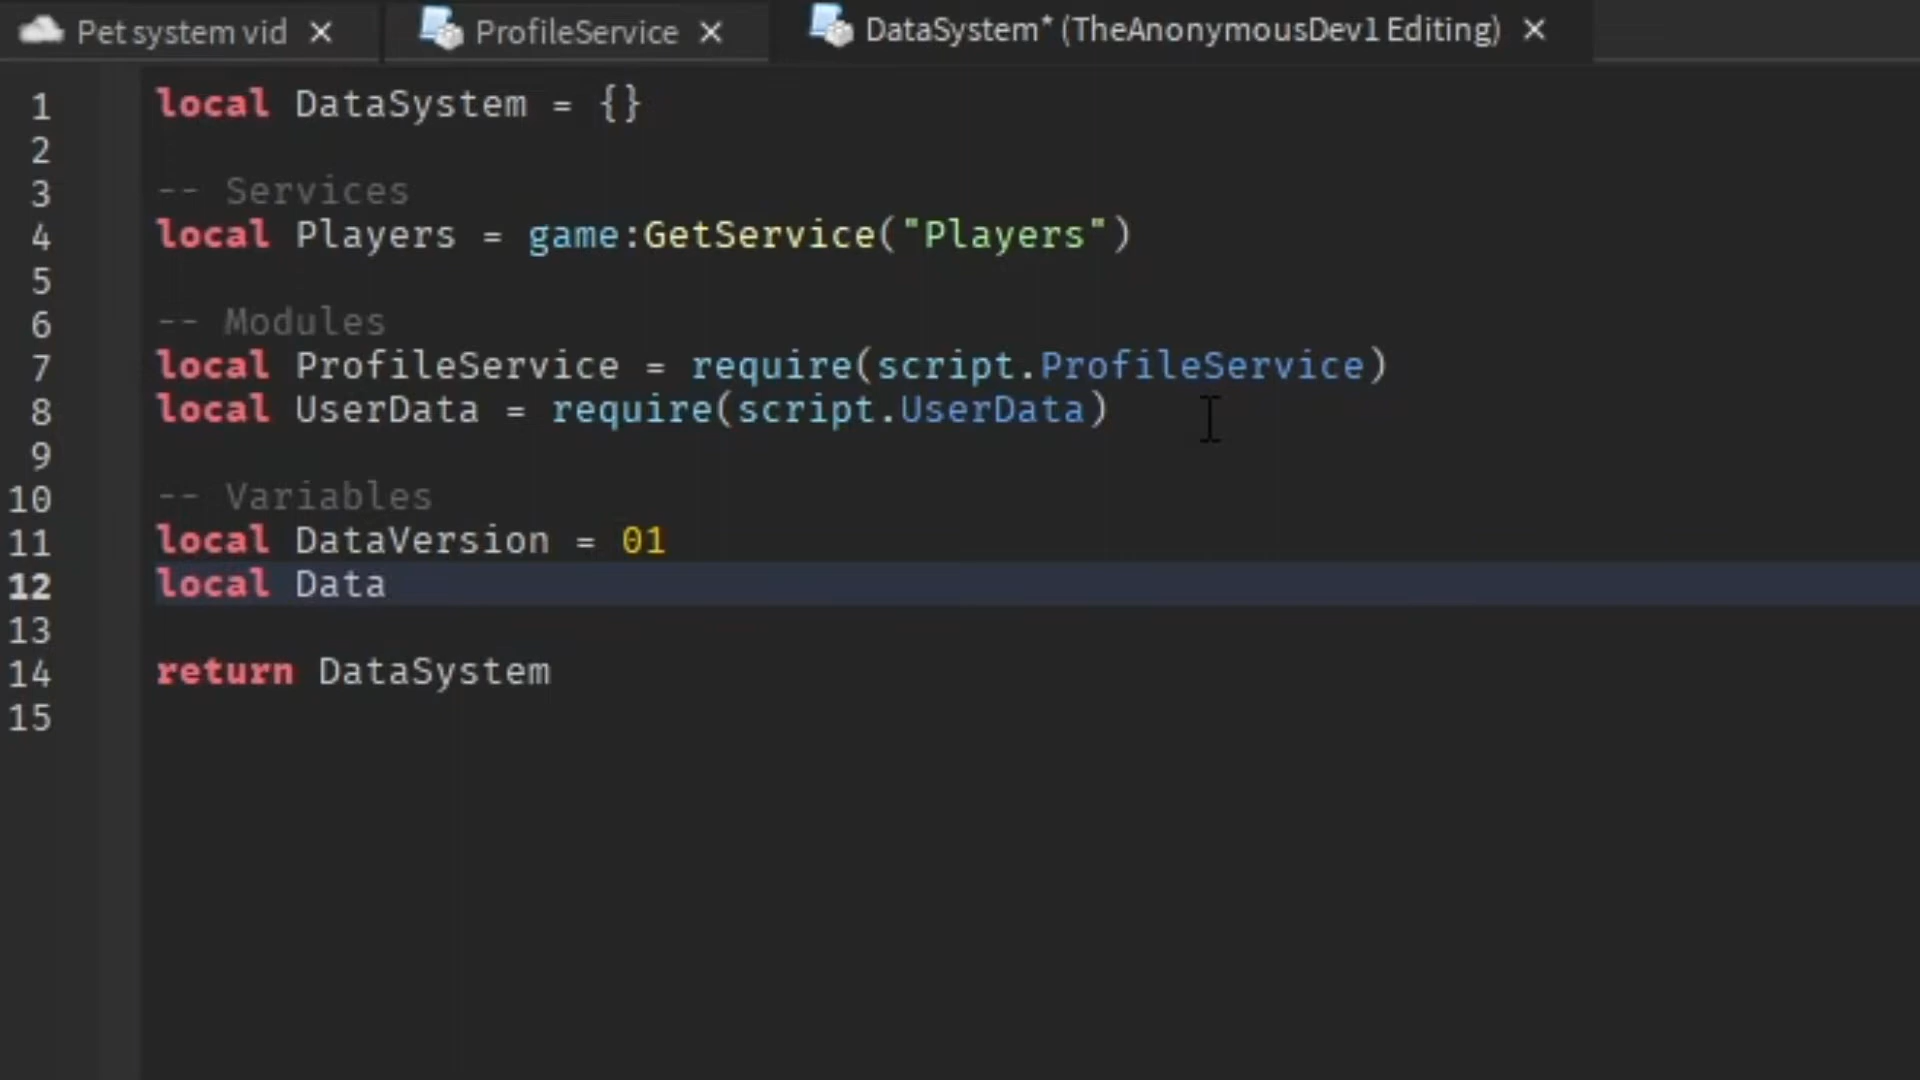 Pet system vid ProfileService DataSystem* (TheAnonymousDev1 Editing)
1 local DataSystem = {}
2
3 -- Services
4 local Players = game:GetService("Players")
5
6 -- Modules
7 local ProfileService = require(script.ProfileService)
8 local UserData = require(script.UserData)
9
10 -- Variables
11 local DataVersion = 01
12 local Data
13
14 return DataSystem
15